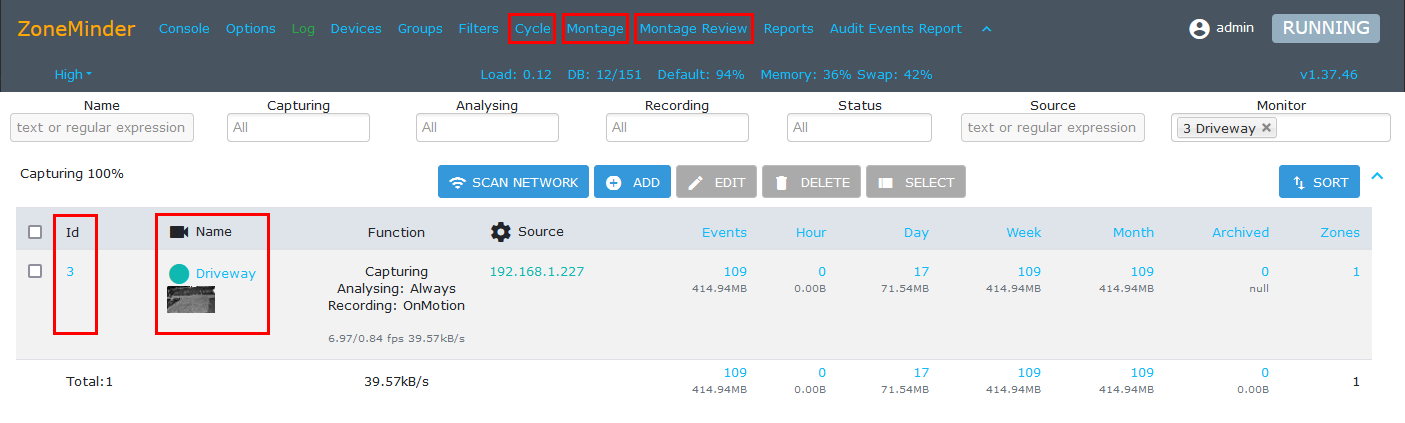 ZoneMinder Console Options Log Devices Groups Filters Cycle Montage Montage Review Reports Audit Events Report admin RUNNING
High Load: 0.12 DB: 12/151 Default: 94% Memory: 36% Swap: 42% v1.37.46
Name Capturing Analysing Recording Status Source Monitor
text or regular expression All All All All text or regular expression 3 Driveway ×
Capturing 100% SCAN NETWORK ADD EDIT DELETE SELECT SORT
Id Name Function Source Events Hour Day Week Month Archived Zones
3 Driveway Capturing 192.168.1.227 109 0 17 109 109 0 1
Analysing: Always 414.94MB 0.00B 71.54MB 414.94MB 414.94MB null
Recording: OnMotion
6.97/0.84 fps 39.57kB/s
Total:1 39.57kB/s 109 0 17 109 109 0 1
414.94MB 0.00B 71.54MB 414.94MB 414.94MB 0.00B